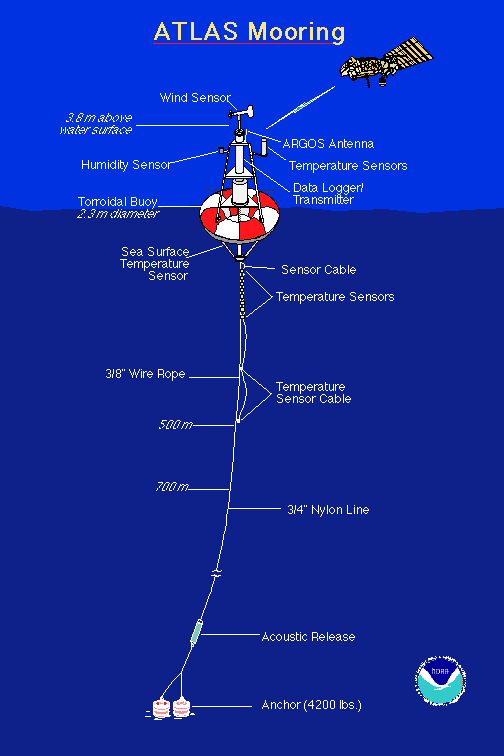 ATLAS Mooring
Wind Sensor
3.8 m above
water surface
ARGOS Antenna
Humidity Sensor
Temperature Sensors
Data Logger/
Transmitter
Torroidal Buoy
2.3 m diameter
Sea Surface
Temperature
Sensor
Sensor Cable
Temperature Sensors
3/8" Wire Rope
Temperature
Sensor Cable
500 m
700 m
3/4" Nylon Line
Acoustic Release
NOAA
Anchor (4200 lbs.)